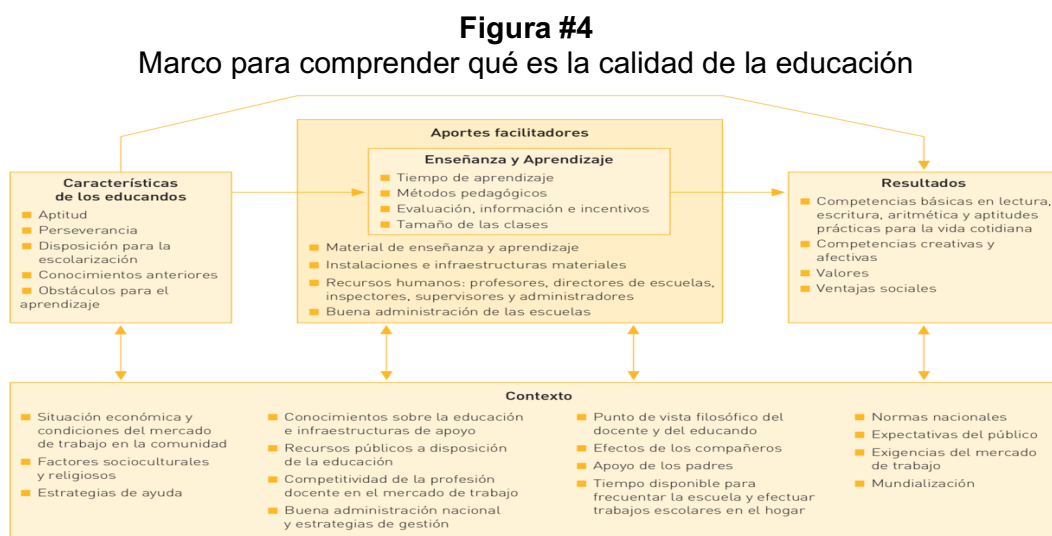 Figura #4
Marco para comprender qué es la calidad de la educación
Aportes facilitadores
Enseñanza y Aprendizaje
Tiempo de aprendizaje
Métodos pedagógicos
Evaluación, información e incentivos
Tamaño de las clases
Material de enseñanza y aprendizaje
Instalaciones e infraestructuras materiales
Recursos humanos: profesores, directores de escuelas,
inspectores, supervisores y administradores
Buena administración de las escuelas
Características
de los educandos
Aptitud
Perseverancia
Disposición para la
escolarización
Conocimientos anteriores
Obstáculos para el
aprendizaje
Resultados
Competencias básicas en lectura,
escritura, aritmética y aptitudes
prácticas para la vida cotidiana
Competencias creativas y
afectivas
Valores
Ventajas sociales
Contexto
Situación económica y
condiciones del mercado
de trabajo en la comunidad
Factores socioculturales
y religiosos
Estrategias de ayuda
Conocimientos sobre la educación
e infraestructuras de apoyo
Recursos públicos a disposición
de la educación
Competitividad de la profesión
docente en el mercado de trabajo
Buena administración nacional
y estrategias de gestión
Punto de vista filosófico del
docente y del educando
Efectos de los compañeros
Apoyo de los padres
Tiempo disponible para
frecuentar la escuela y efectuar
trabajos escolares en el hogar
Normas nacionales
Expectativas del público
Exigencias del mercado
de trabajo
Mundialización